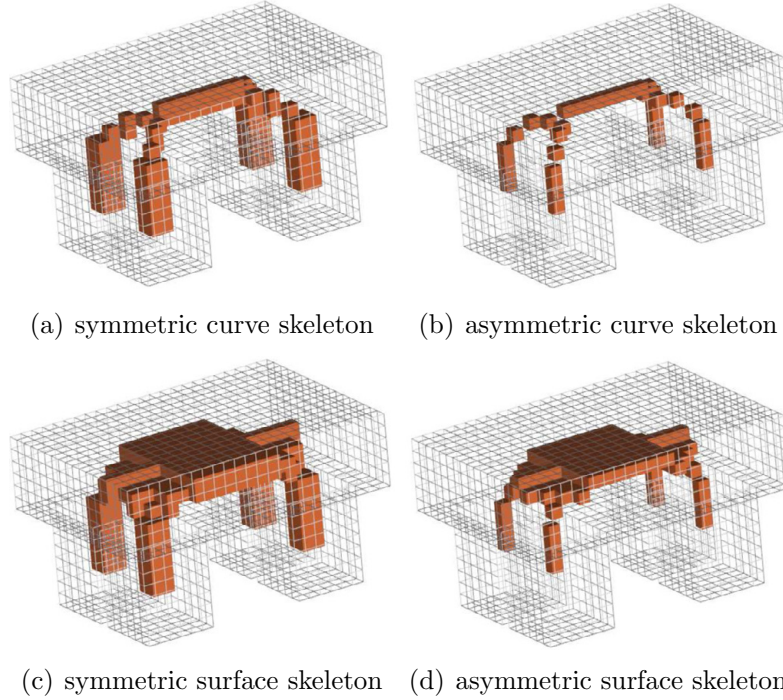 (a) symmetric curve skeleton
(b) asymmetric curve skeleton
(c) symmetric surface skeleton
(d) asymmetric surface skeleton